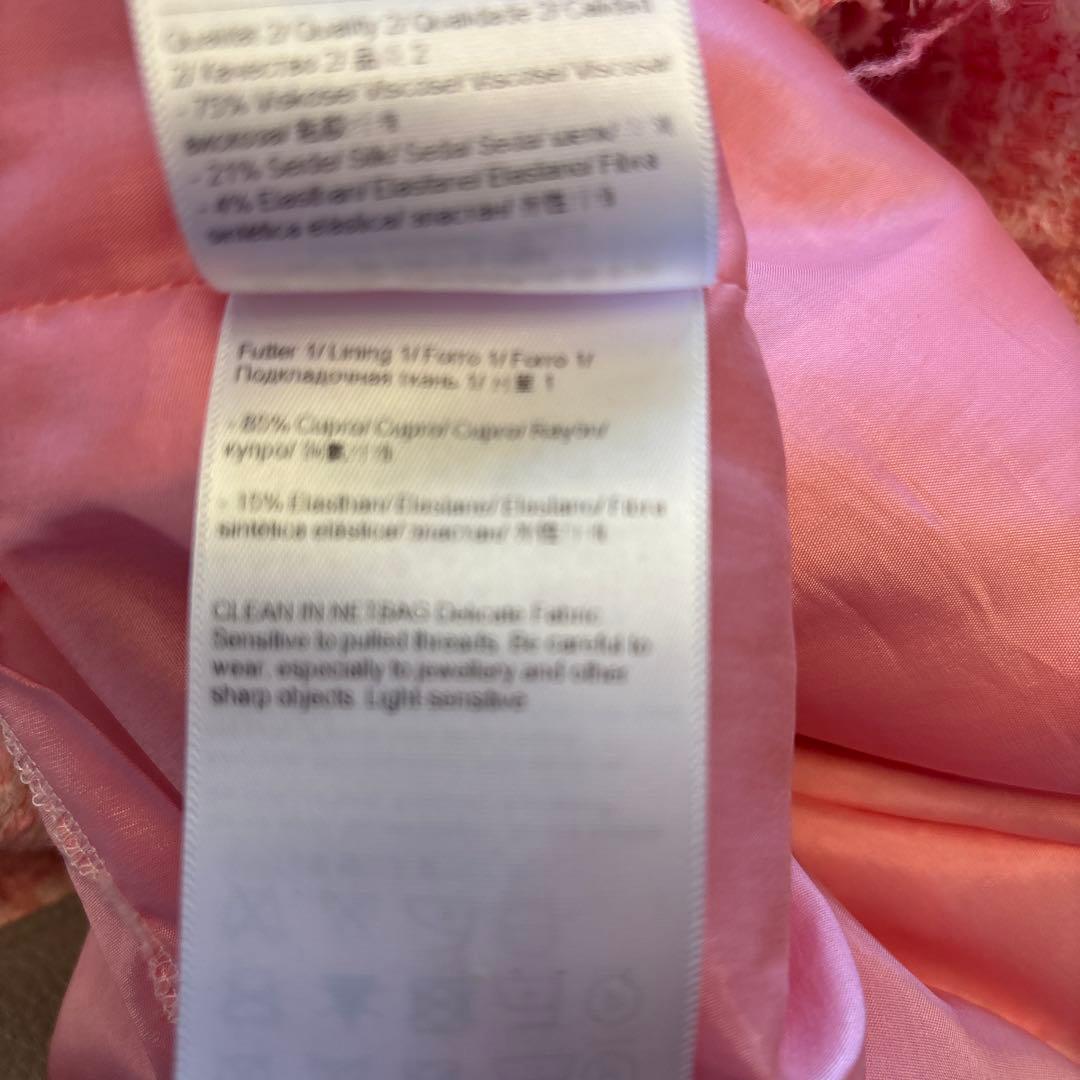 Qualität 2/ Quality 2/ Qualidade 2/ Calidad
2/ Качество 2/ 2
- 75% Viskose/ Viscose/ Viscose/ Viscosa/
вискоза/
- 21% Seide/ Silk/ Seda/ Seda/ шелк/
- 4% Elasthan/ Elastane/ Elastano/ Fibra
sintética elástica/ эластан/
Futter 1/ Lining 1/ Forro 1/ Forro 1/
Подкладочная ткань 1/ 1
- 85% Cupro/ Cupro/ Cupro/ Rayón/
купро/
- 15% Elasthan/ Elastane/ Elastano/ Fibra
sintética elástica/ эластан/
CLEAN IN NETBAG Delicate Fabric
Sensitive to pulled threads. Be careful to
wear, especially to jewellery and other
sharp objects. Light sensitive